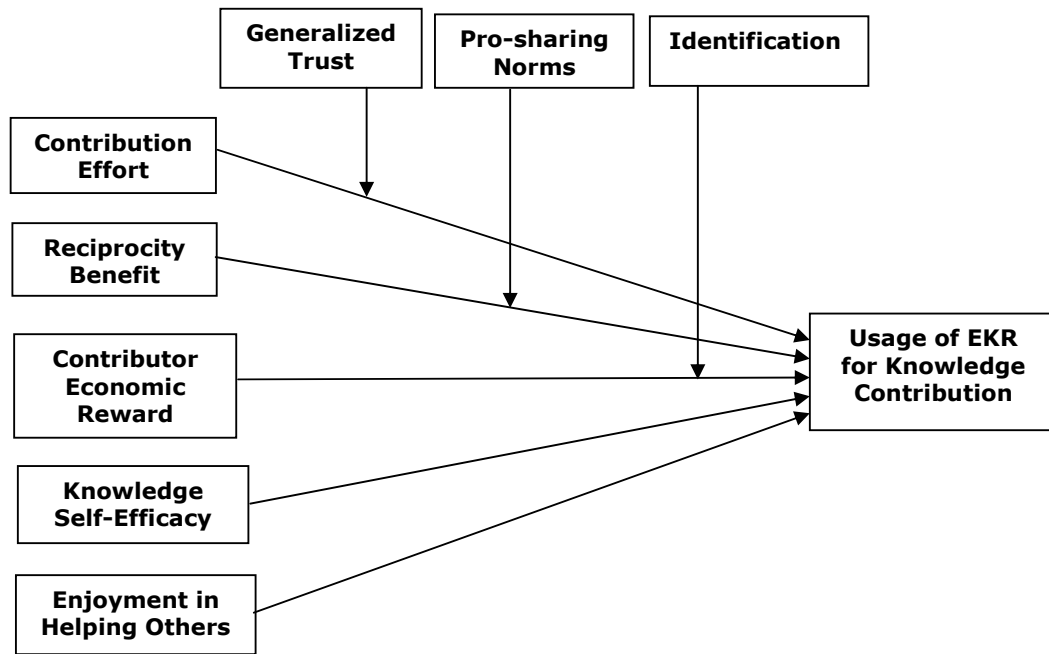 Generalized
Trust
Pro-sharing
Norms
Identification
Contribution
Effort
Reciprocity
Benefit
Contributor
Economic
Reward
Usage of EKR
for Knowledge
Contribution
Knowledge
Self-Efficacy
Enjoyment in
Helping Others